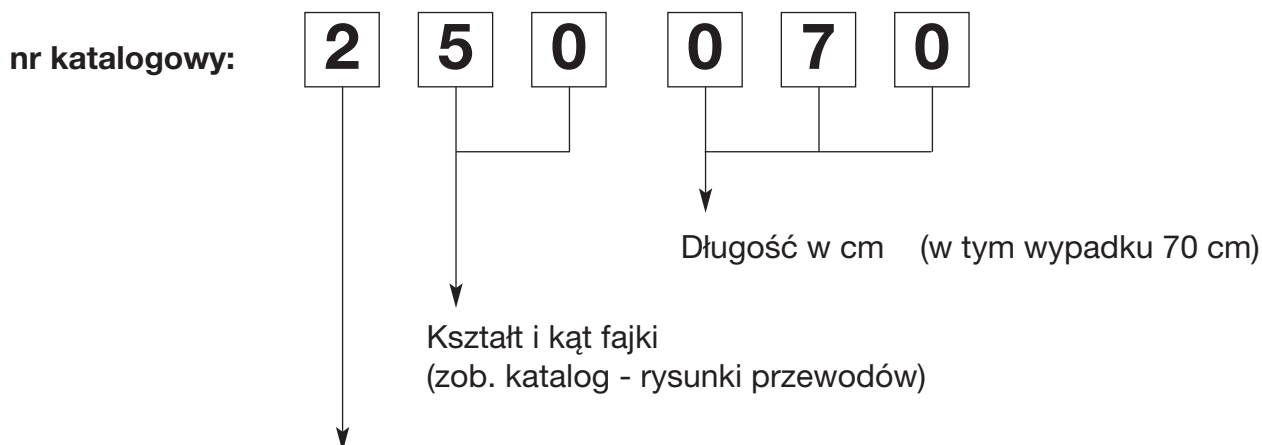 nr katalogowy: 2 5 0 0 7 0
Długość w cm (w tym wypadku 70 cm)
Kształt i kąt fajki
(zob. katalog - rysunki przewodów)